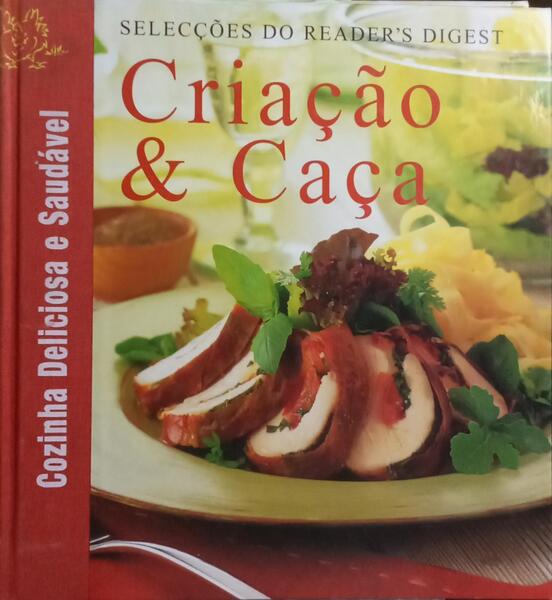 SELECÇÕES DO READER'S DIGEST
Criação
& Caça
Cozinha Deliciosa e Saudável